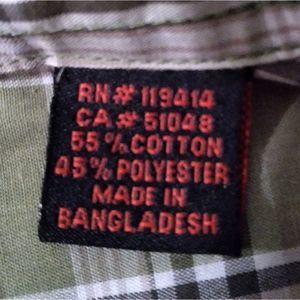 RN# 119414
CA# 51048
55% COTTON
45% POLYESTER
MADE IN
BANGLADESH